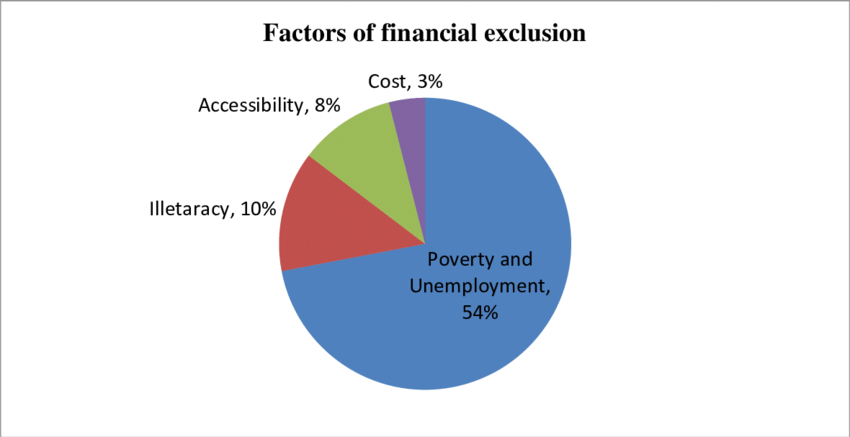 Factors of financial exclusion
Cost, 3%
Accessibility, 8%
Illetaracy, 10%
Poverty and
Unemployment,
54%